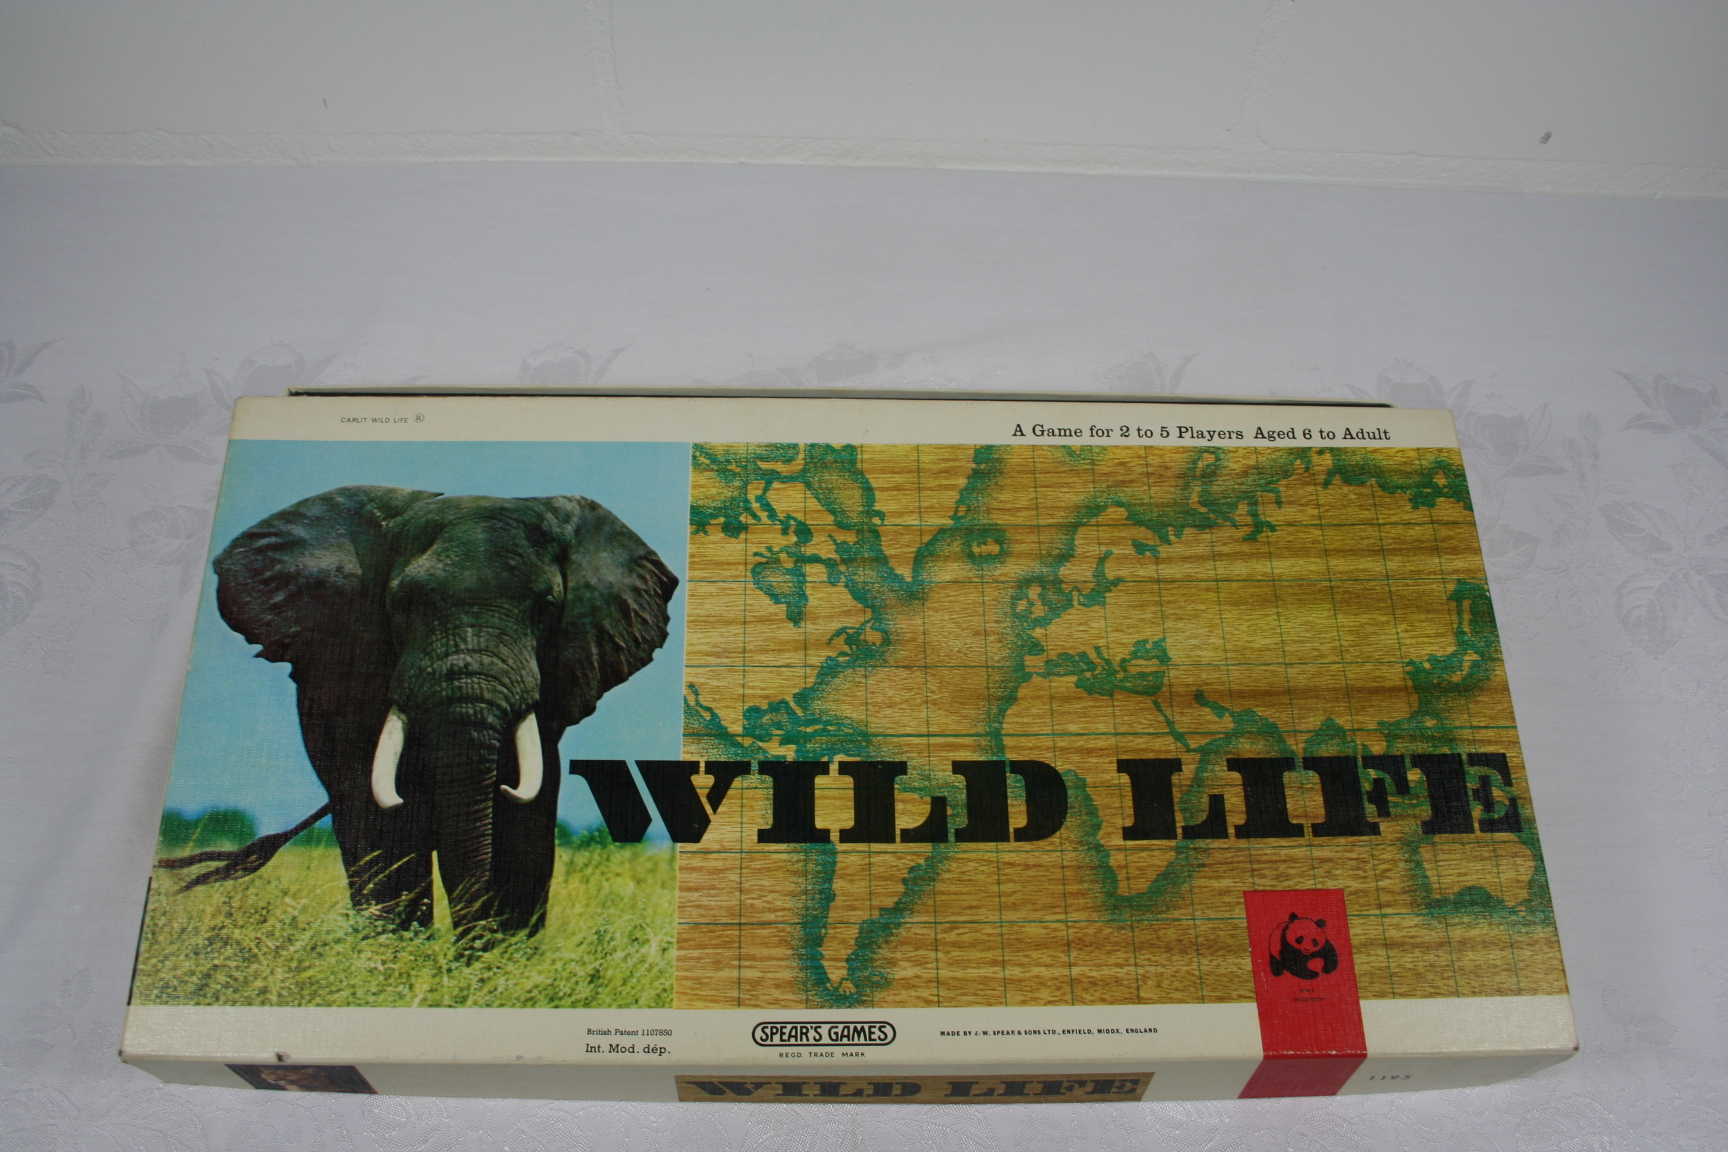 CARLIT WILD LIFE ®
A Game for 2 to 5 Players Aged 6 to Adult
WILD LIFE
British Patent 1107850
Int. Mod. dép.
SPEAR'S GAMES
REGD. TRADE MARK
MADE BY J. W. SPEAR & SONS LTD., ENFIELD, MIDDX, ENGLAND
WILD LIFE
1195